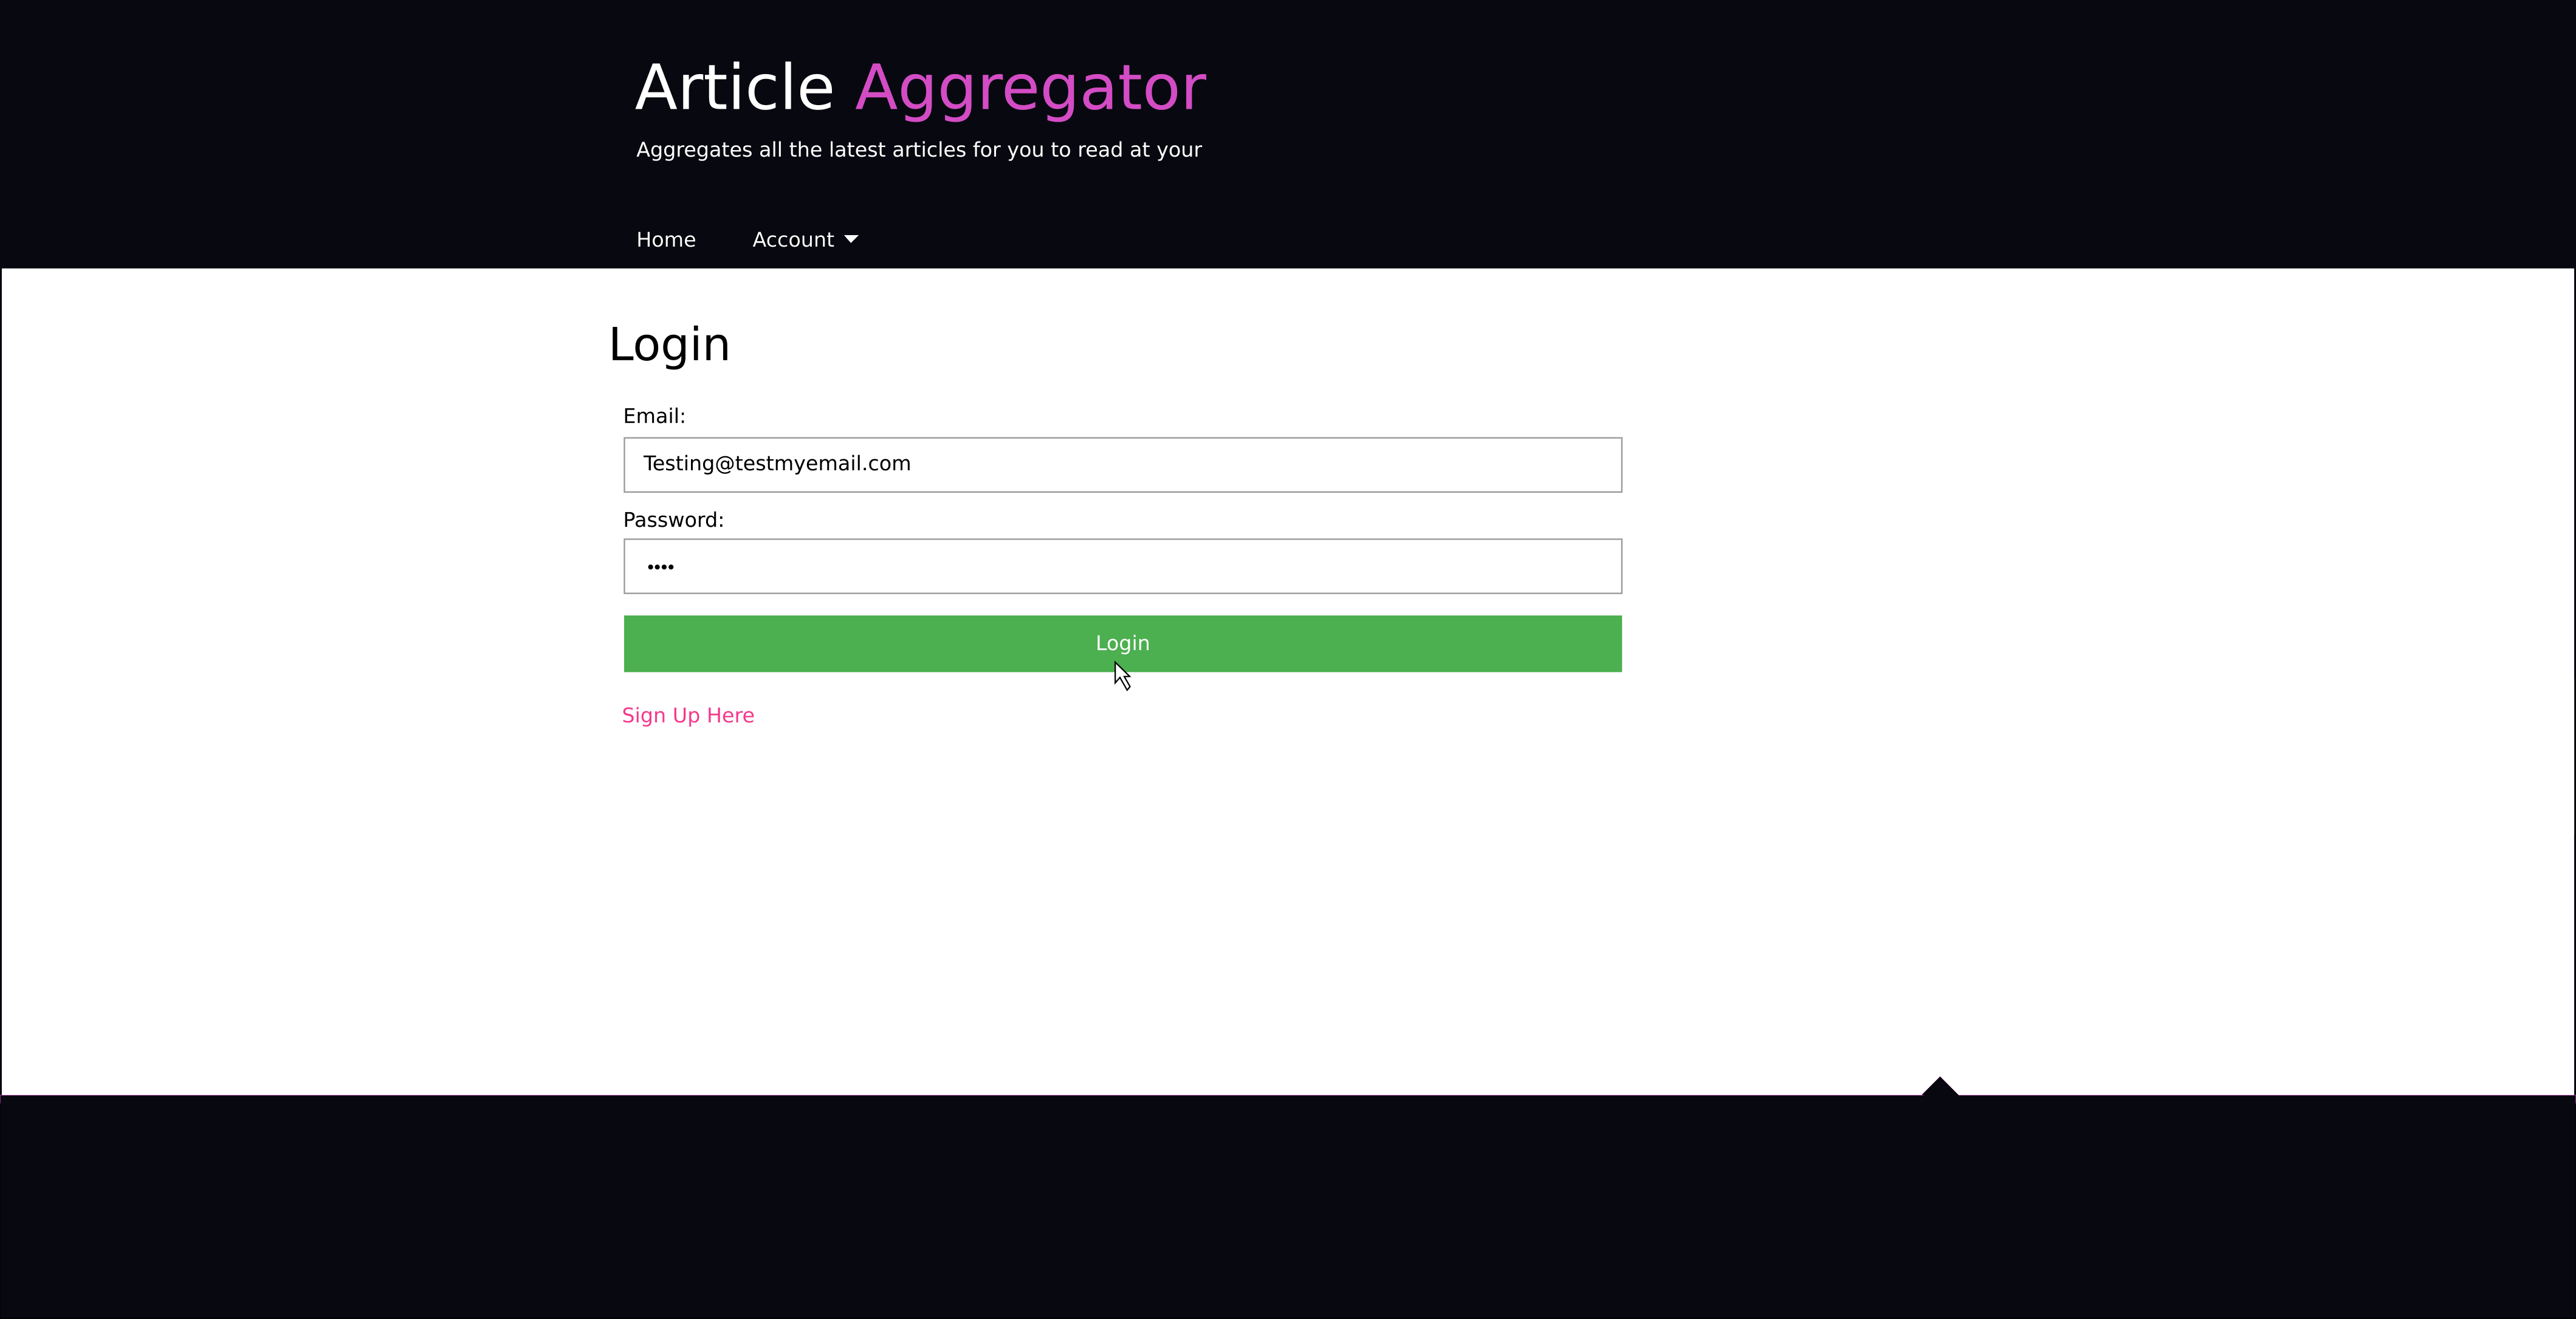 Article Aggregator
Aggregates all the latest articles for you to read at your
Home Account
Login
Email:
Testing@testmyemail.com
Password:
••••
Login
Sign Up Here